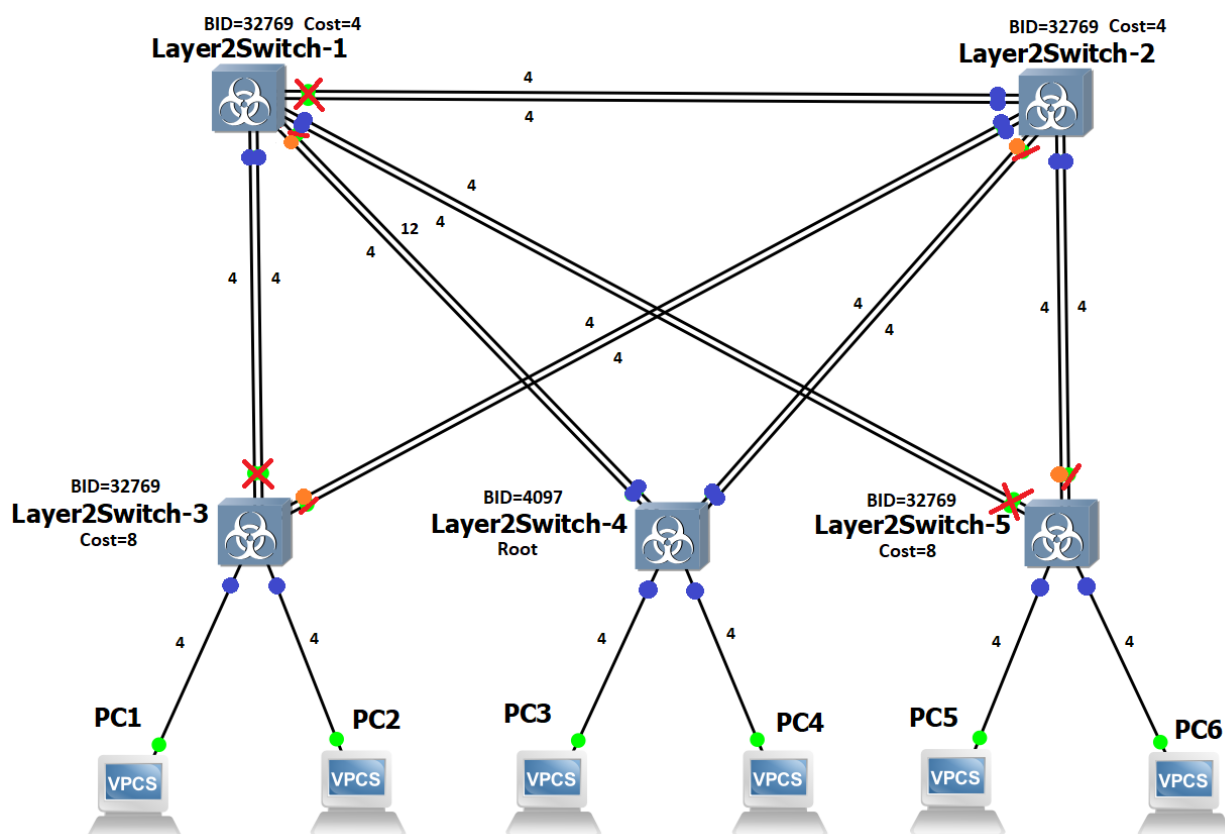 BID=32769 Cost=4
Layer2Switch-1
BID=32769 Cost=4
Layer2Switch-2
4
4
4
4
12
4
4
4
4
4
4
4
4
4
BID=32769
Layer2Switch-3
Cost=8
BID=4097
Layer2Switch-4
Root
BID=32769
Layer2Switch-5
Cost=8
4
4
4
4
4
4
PC1
PC2
PC3
PC4
PC5
PC6
VPCS
VPCS
VPCS
VPCS
VPCS
VPCS